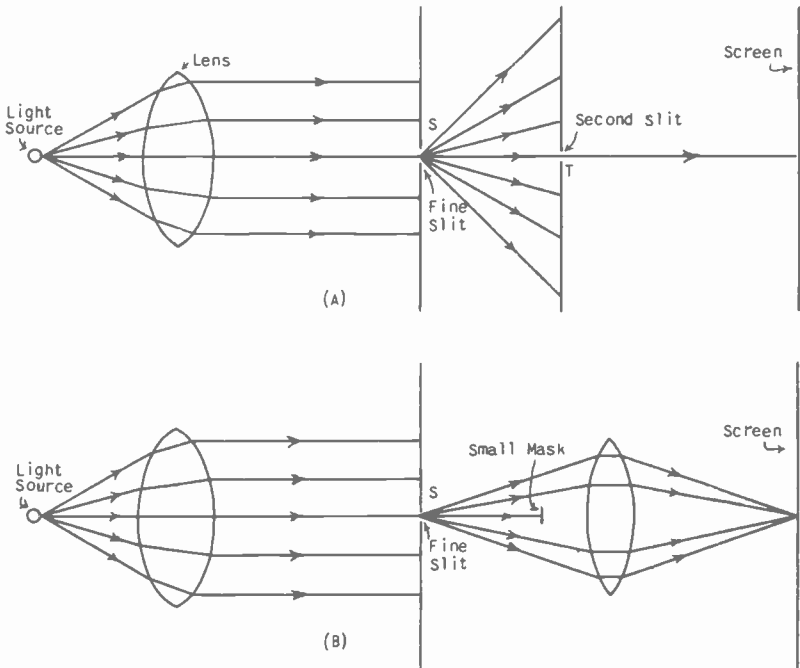 Lens
Screen
Light
Source
S
Second slit
T
Fine
Slit
(A)
Screen
Small Mask
Light
Source
S
Fine
Slit
(B)